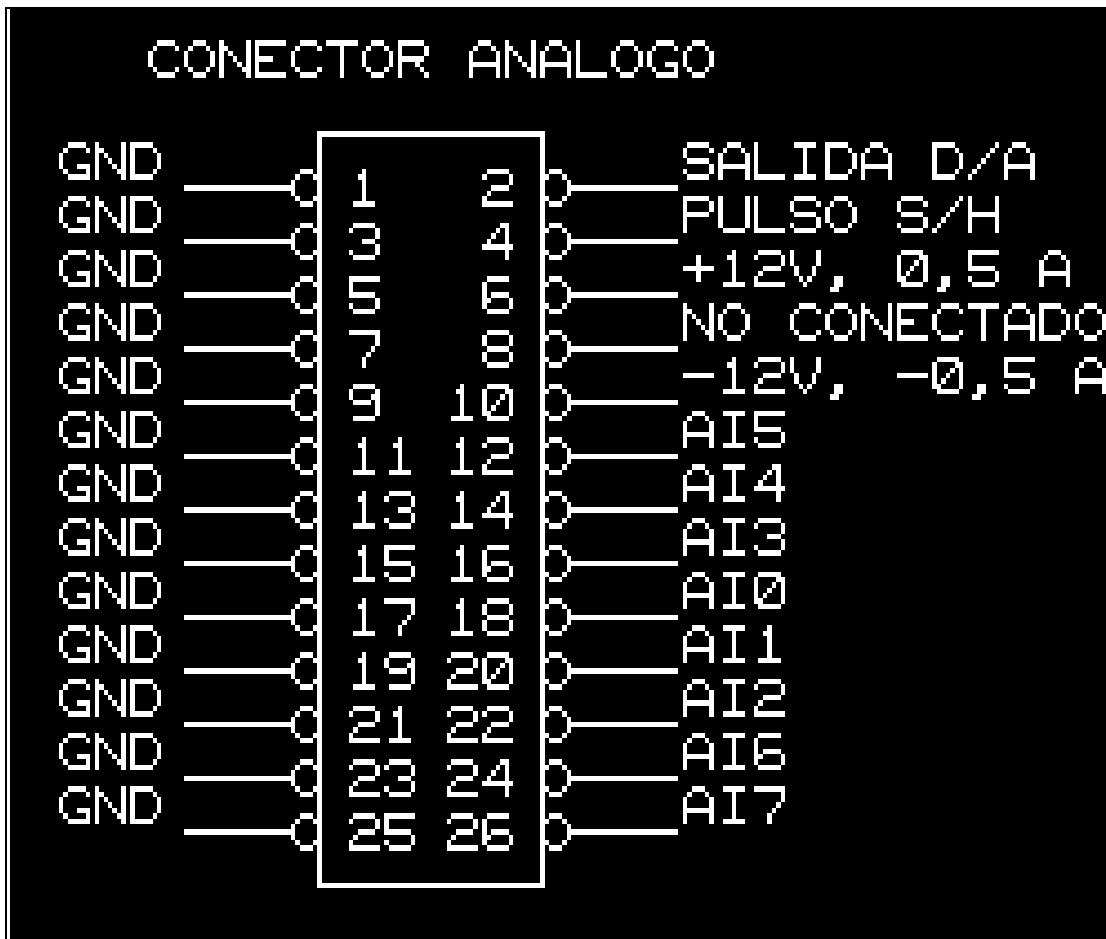 CONECTOR ANALOGO
GND 1 2 SALIDA D/A
GND 3 4 PULSO S/H
GND 5 6 +12V, 0,5 A
GND 7 8 NO CONECTADO
GND 9 10 -12V, -0,5 A
GND 11 12 AI5
GND 13 14 AI4
GND 15 16 AI3
GND 17 18 AI0
GND 19 20 AI1
GND 21 22 AI2
GND 23 24 AI6
GND 25 26 AI7